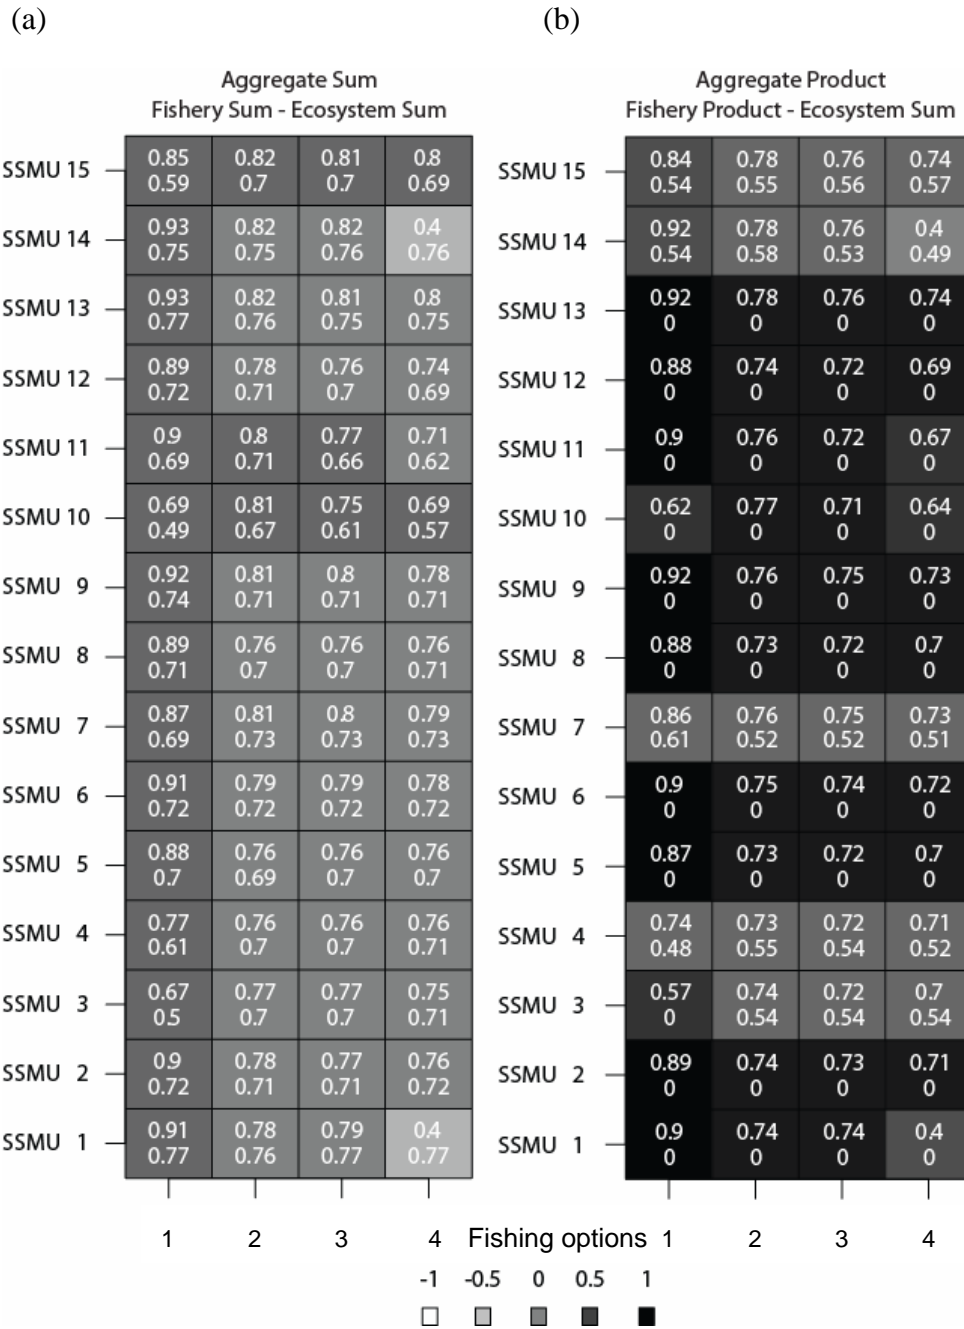 (a)
(b)
Aggregate Sum
Fishery Sum - Ecosystem Sum
SSMU 15 0.85 0.82 0.81 0.8
0.59 0.7 0.7 0.69
SSMU 14 0.93 0.82 0.82 0.4
0.75 0.75 0.76 0.76
SSMU 13 0.93 0.82 0.81 0.8
0.77 0.76 0.75 0.75
SSMU 12 0.89 0.78 0.76 0.74
0.72 0.71 0.7 0.69
SSMU 11 0.9 0.8 0.77 0.71
0.69 0.71 0.66 0.62
SSMU 10 0.69 0.81 0.75 0.69
0.49 0.67 0.61 0.57
SSMU 9 0.92 0.81 0.8 0.78
0.74 0.71 0.71 0.71
SSMU 8 0.89 0.76 0.76 0.76
0.71 0.7 0.7 0.71
SSMU 7 0.87 0.81 0.8 0.79
0.69 0.73 0.73 0.73
SSMU 6 0.91 0.79 0.79 0.78
0.72 0.72 0.72 0.72
SSMU 5 0.88 0.76 0.76 0.76
0.7 0.69 0.7 0.7
SSMU 4 0.77 0.76 0.76 0.76
0.61 0.7 0.7 0.71
SSMU 3 0.67 0.77 0.77 0.75
0.5 0.7 0.7 0.71
SSMU 2 0.9 0.78 0.77 0.76
0.72 0.71 0.71 0.72
SSMU 1 0.91 0.78 0.79 0.4
0.77 0.76 0.77 0.77
Aggregate Product
Fishery Product - Ecosystem Sum
SSMU 15 0.84 0.78 0.76 0.74
0.54 0.55 0.56 0.57
SSMU 14 0.92 0.78 0.76 0.4
0.54 0.58 0.53 0.49
SSMU 13 0.92 0.78 0.76 0.74
0 0 0 0
SSMU 12 0.88 0.74 0.72 0.69
0 0 0 0
SSMU 11 0.9 0.76 0.72 0.67
0 0 0 0
SSMU 10 0.62 0.77 0.71 0.64
0 0 0 0
SSMU 9 0.92 0.76 0.75 0.73
0 0 0 0
SSMU 8 0.88 0.73 0.72 0.7
0 0 0 0
SSMU 7 0.86 0.76 0.75 0.73
0.61 0.52 0.52 0.51
SSMU 6 0.9 0.75 0.74 0.72
0 0 0 0
SSMU 5 0.87 0.73 0.72 0.7
0 0 0 0
SSMU 4 0.74 0.73 0.72 0.71
0.48 0.55 0.54 0.52
SSMU 3 0.57 0.74 0.72 0.7
0 0.54 0.54 0.54
SSMU 2 0.89 0.74 0.73 0.71
0 0 0 0
SSMU 1 0.9 0.74 0.74 0.4
0 0 0 0
1 2 3 4 Fishing options 1 2 3 4
-1 -0.5 0 0.5 1